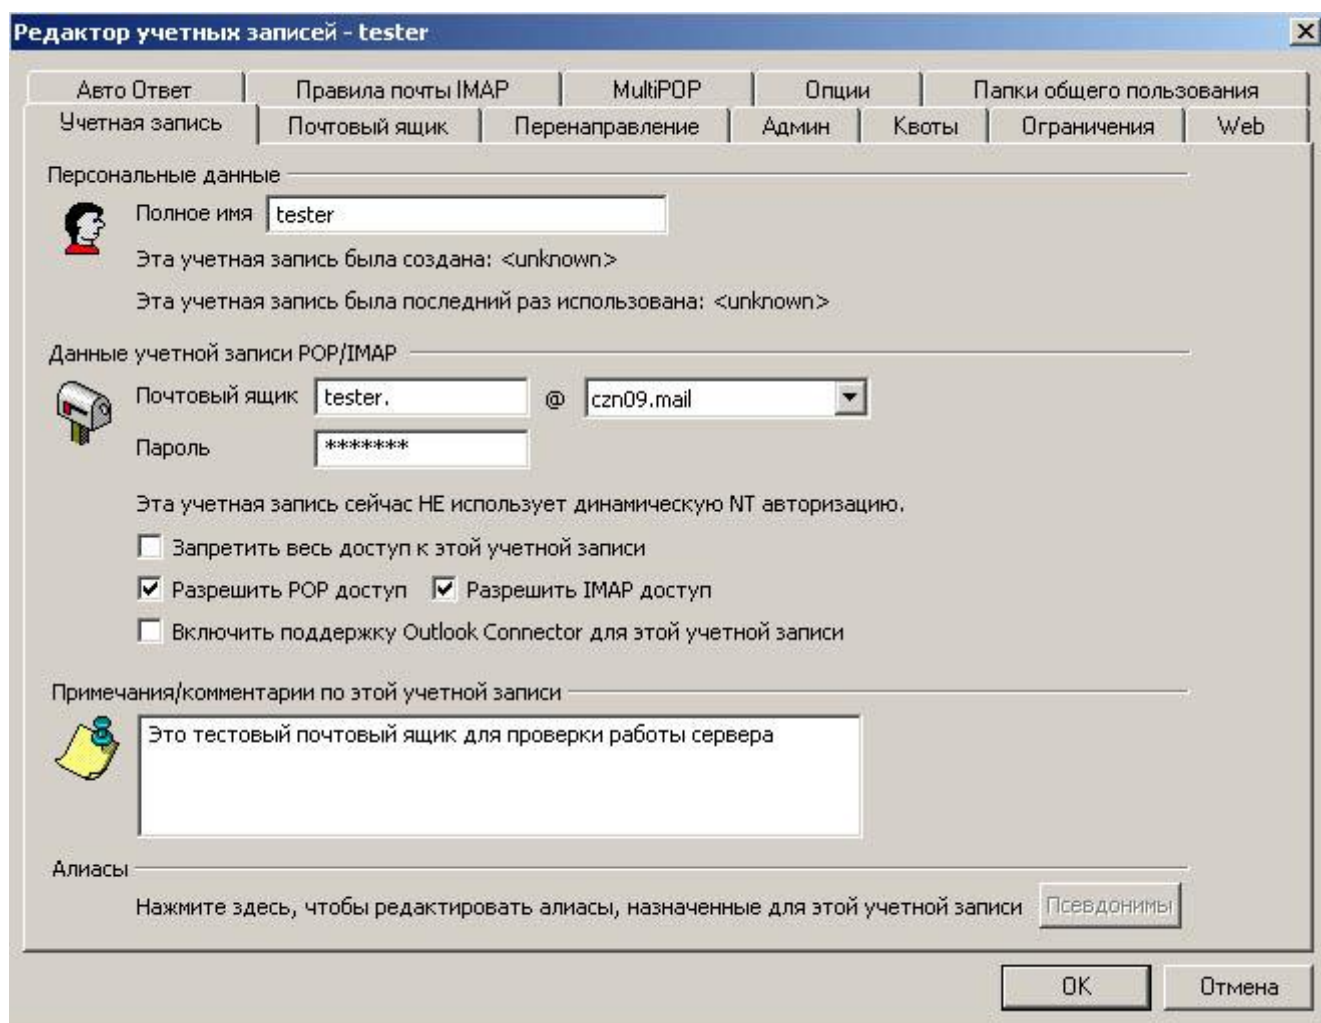 Редактор учетных записей - tester
Авто Ответ Правила почты IMAP MultiPOP Опции Папки общего пользования
Учетная запись Почтовый ящик Перенаправление Админ Квоты Ограничения Web
Персональные данные
Полное имя tester
Эта учетная запись была создана: <unknown>
Эта учетная запись была последний раз использована: <unknown>
Данные учетной записи POP/IMAP
Почтовый ящик tester. @ czn09.mail
Пароль *******
Эта учетная запись сейчас НЕ использует динамическую NT авторизацию.
Запретить весь доступ к этой учетной записи
Разрешить POP доступ Разрешить IMAP доступ
Включить поддержку Outlook Connector для этой учетной записи
Примечания/комментарии по этой учетной записи
Это тестовый почтовый ящик для проверки работы сервера
Алиасы
Нажмите здесь, чтобы редактировать алиасы, назначенные для этой учетной записи Псевдонимы
OK Отмена